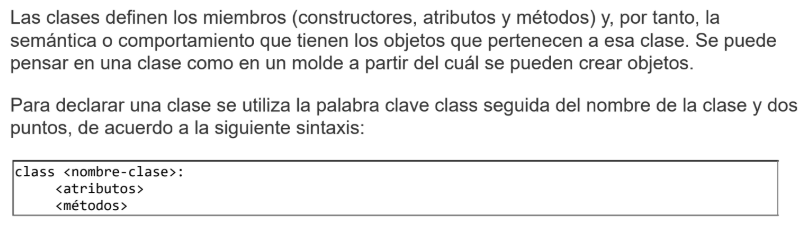 Las clases definen los miembros (constructores, atributos y métodos) y, por tanto, la
semántica o comportamiento que tienen los objetos que pertenecen a esa clase. Se puede
pensar en una clase como en un molde a partir del cuál se pueden crear objetos.
Para declarar una clase se utiliza la palabra clave class seguida del nombre de la clase y dos
puntos, de acuerdo a la siguiente sintaxis:
class <nombre-clase>:
<atributos>
<métodos>